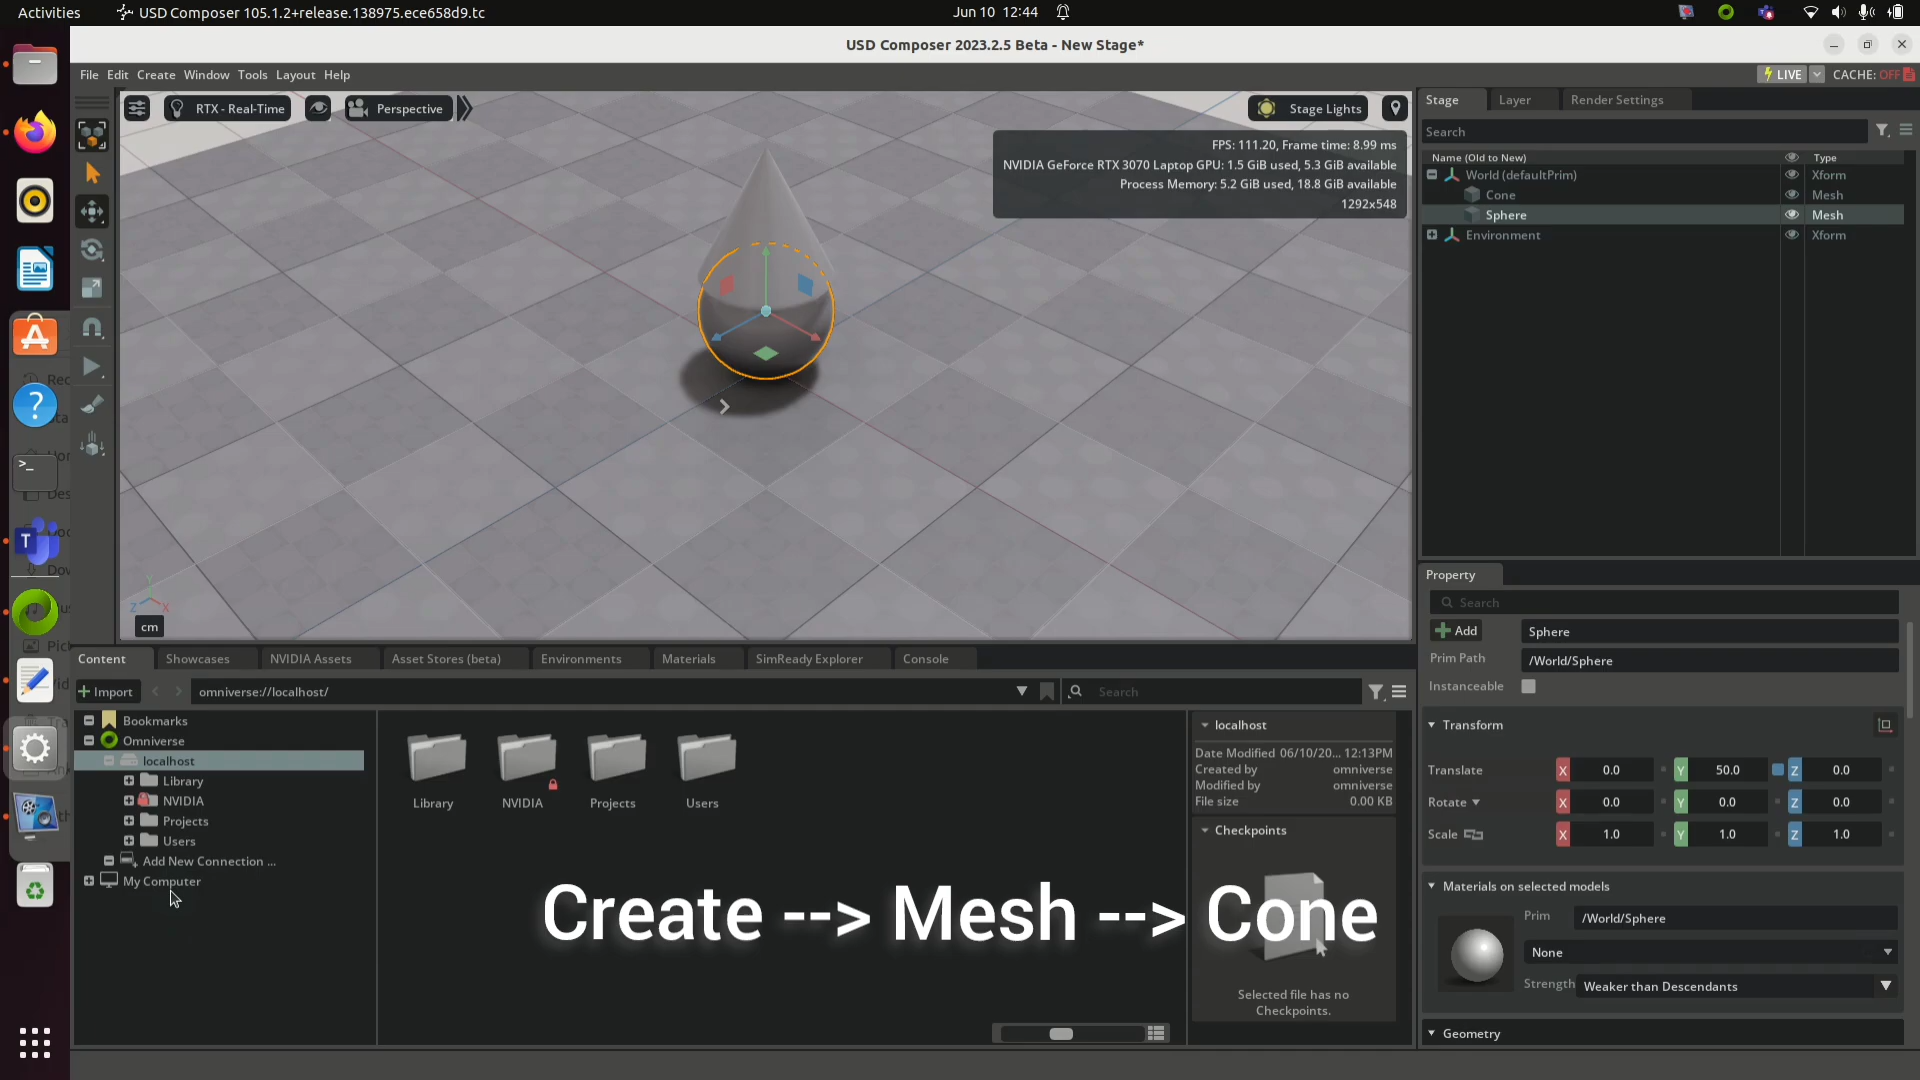 Activities
USD Composer 105.1.2+release.138975.ece658d9.tc
Jun 10 12:44
USD Composer 2023.2.5 Beta - New Stage*
File Edit Create Window Tools Layout Help
LIVE
CACHE: OFF
RTX - Real-Time
Perspective
Stage Lights
FPS: 111.20, Frame time: 8.99 ms
NVIDIA GeForce RTX 3070 Laptop GPU: 1.5 GiB used, 5.3 GiB available
Process Memory: 5.2 GiB used, 18.8 GiB available
1292x548
Y
Z X
cm
Stage Layer Render Settings
Search
Name (Old to New) Type
World (defaultPrim) Xform
Cone Mesh
Sphere Mesh
Environment Xform
Property
Search
Add Sphere
Prim Path /World/Sphere
Instanceable
Transform
Translate X 0.0 Y 50.0 Z 0.0
Rotate X 0.0 Y 0.0 Z 0.0
Scale X 1.0 Y 1.0 Z 1.0
Materials on selected models
Prim /World/Sphere
None
Strength Weaker than Descendants
Geometry
Content Showcases NVIDIA Assets Asset Stores (beta) Environments Materials SimReady Explorer Console
Import omniverse://localhost/ Search
Bookmarks
Omniverse
localhost
Library
NVIDIA
Projects
Users
Add New Connection ...
My Computer
Library NVIDIA Projects Users
localhost
Date Modified 06/10/20... 12:13PM
Created by omniverse
Modified by omniverse
File size 0.00 KB
Checkpoints
Selected file has no
Checkpoints.
Create --> Mesh --> Cone